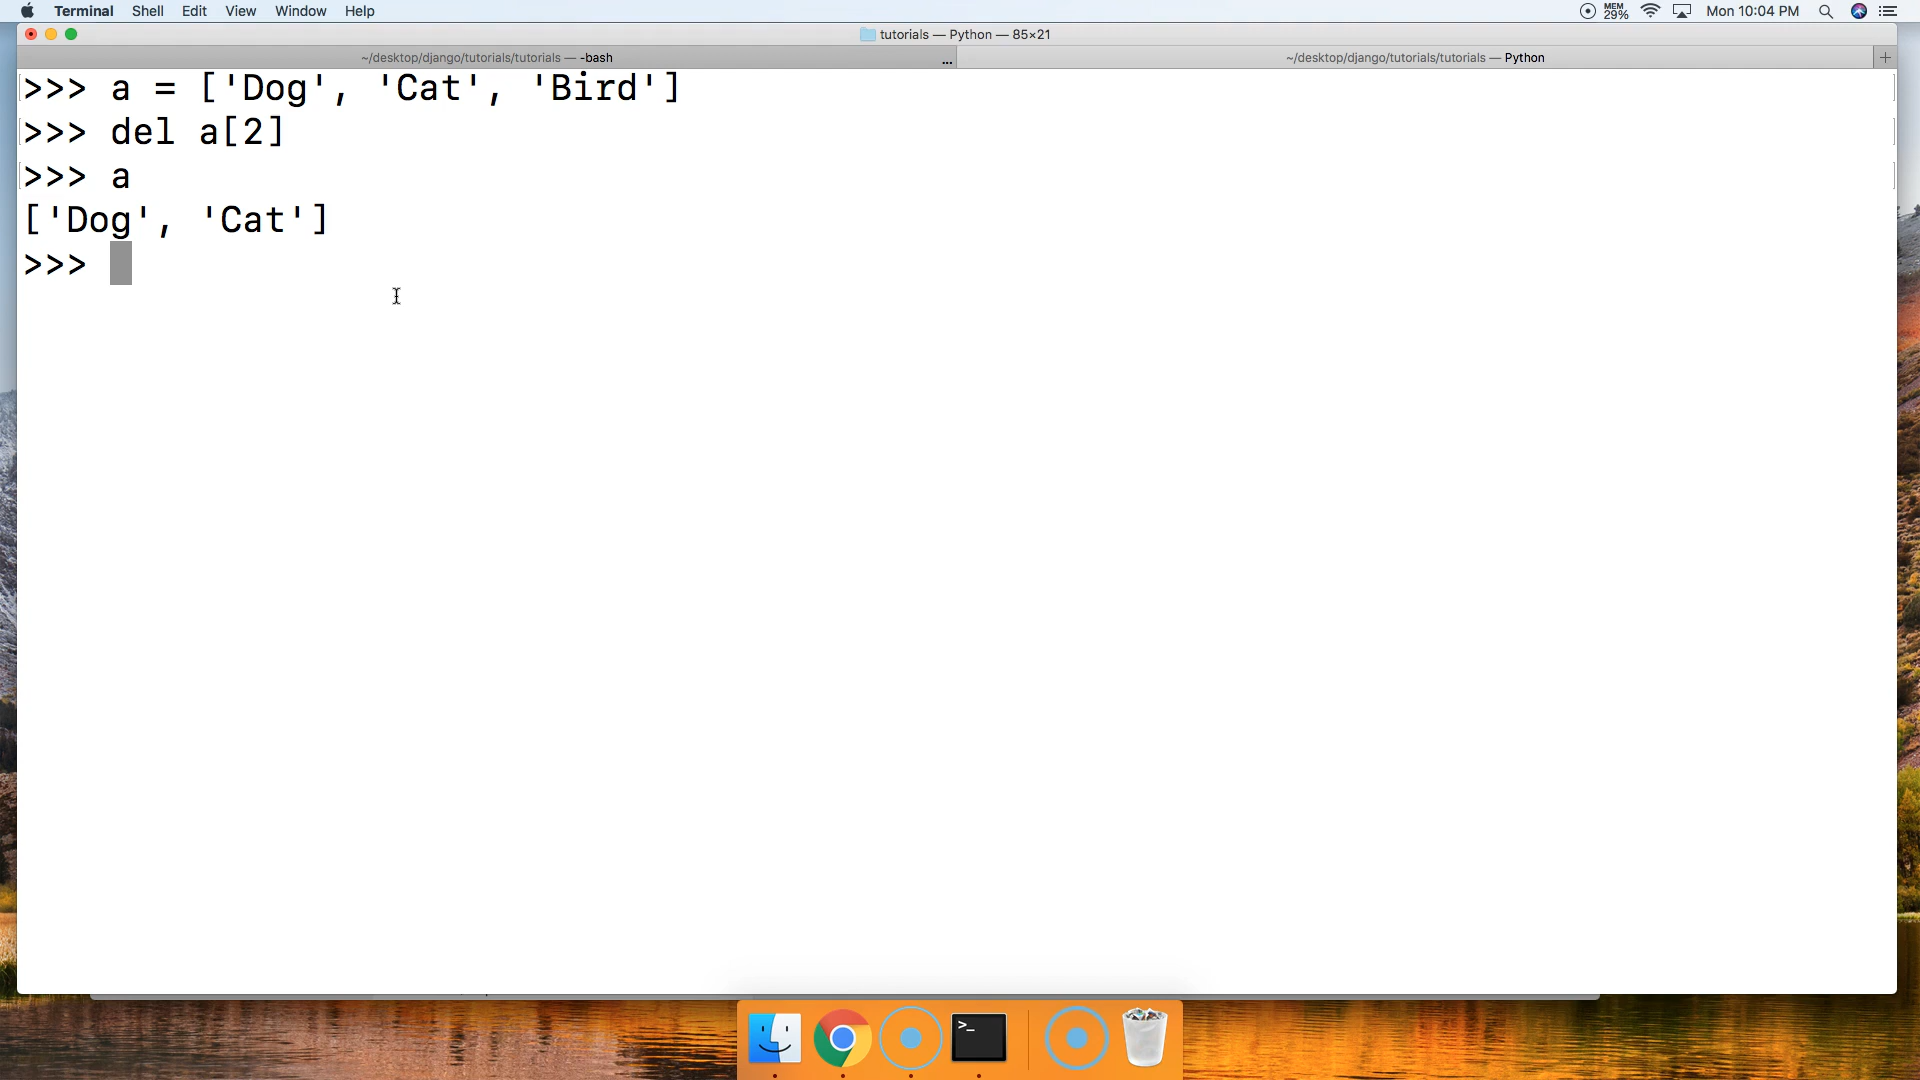 Terminal Shell Edit View Window Help MEM 29% Mon 10:04 PM
tutorials — Python — 85×21
~/desktop/django/tutorials/tutorials — -bash ... ~/desktop/django/tutorials/tutorials — Python +
>>> a = ['Dog', 'Cat', 'Bird']
>>> del a[2]
>>> a
['Dog', 'Cat']
>>>
>_